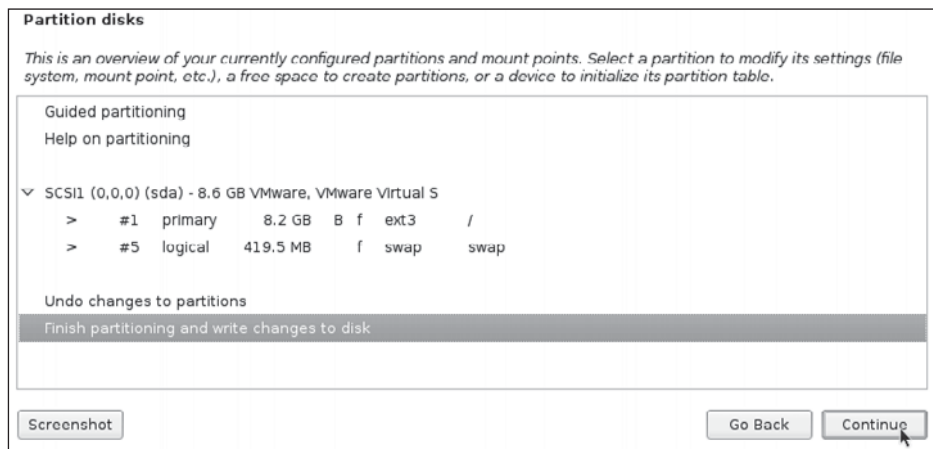 Partition disks
This is an overview of your currently configured partitions and mount points. Select a partition to modify its settings (file
system, mount point, etc.), a free space to create partitions, or a device to initialize its partition table.
Guided partitioning
Help on partitioning
SCSI1 (0,0,0) (sda) - 8.6 GB VMware, VMware Virtual S
> #1 primary 8.2 GB B f ext3 /
> #5 logical 419.5 MB f swap swap
Undo changes to partitions
Finish partitioning and write changes to disk
Screenshot Go Back Continue